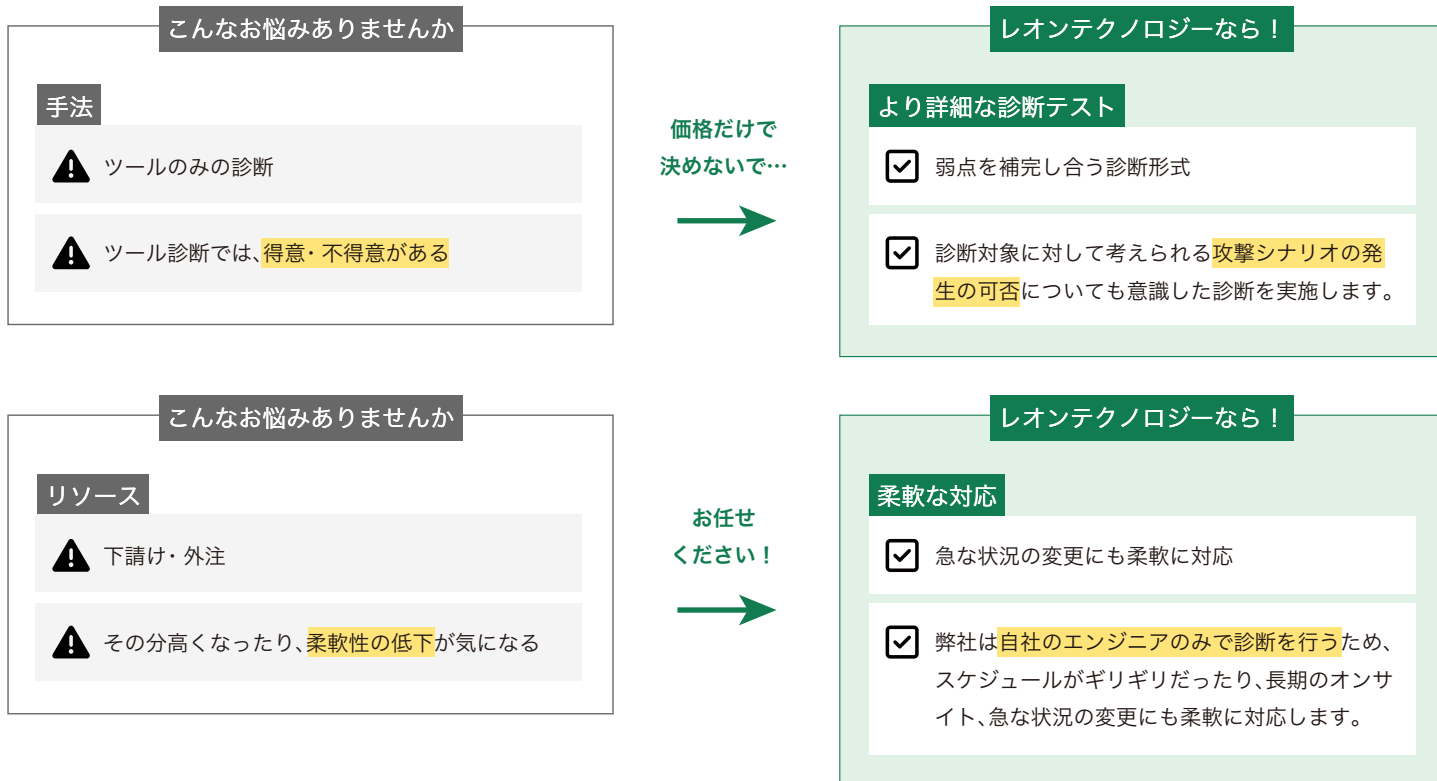 こんなお悩みありませんか
手法
ツールのみの診断
ツール診断では、得意・不得意がある
価格だけで
決めないで…
レオンテクノロジーなら！
より詳細な診断テスト
弱点を補完し合う診断形式
診断対象に対して考えられる攻撃シナリオの発
生の可否についても意識した診断を実施します。
こんなお悩みありませんか
リソース
下請け・外注
その分高くなったり、柔軟性の低下が気になる
お任せ
ください！
レオンテクノロジーなら！
柔軟な対応
急な状況の変更にも柔軟に対応
弊社は自社のエンジニアのみで診断を行うため、
スケジュールがギリギリだったり、長期のオンサ
イト、急な状況の変更にも柔軟に対応します。